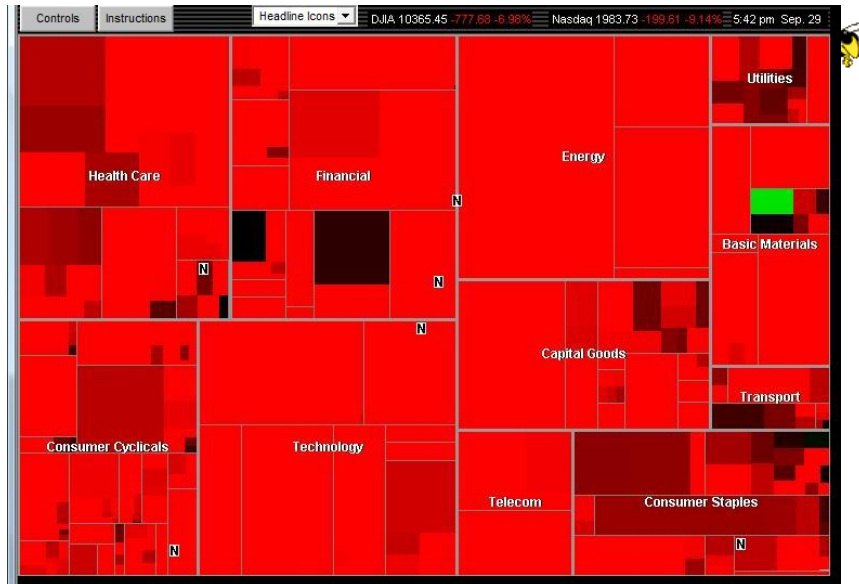 Controls Instructions Headline Icons DJIA 10365.45 -777.68 -6.98% Nasdaq 1983.73 -199.61 -9.14% 5:42 pm Sep. 29
Utilities
Energy
Health Care Financial
N
Basic Materials
N
N
N
Capital Goods
Transport
Consumer Cyclicals Technology
Telecom Consumer Staples
N
N